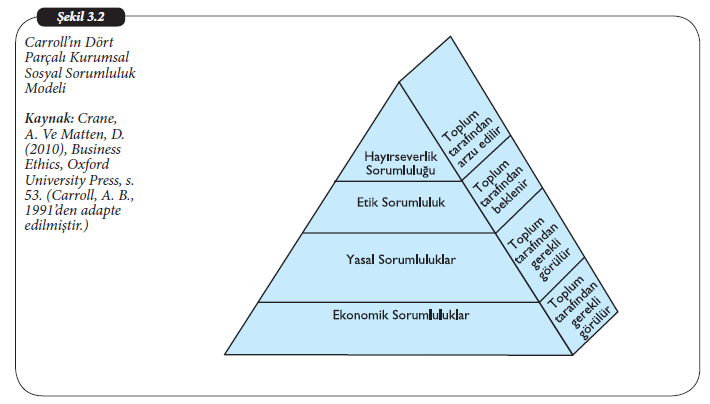 Şekil 3.2
Carroll'ın Dört
Parçalı Kurumsal
Sosyal Sorumluluk
Modeli
Kaynak: Crane,
A. Ve Matten, D.
(2010), Business
Ethics, Oxford
University Press, s.
53. (Carroll, A. B.,
1991'den adapte
edilmiştir.)
Hayırseverlik
Sorumluluğu
Toplum
tarafından
arzu edilir
Etik Sorumluluk
Toplum
tarafından
beklenir
Yasal Sorumluluklar
Toplum
tarafından
gerekli
görülür
Ekonomik Sorumluluklar
Toplum
tarafından
gerekli
görülür